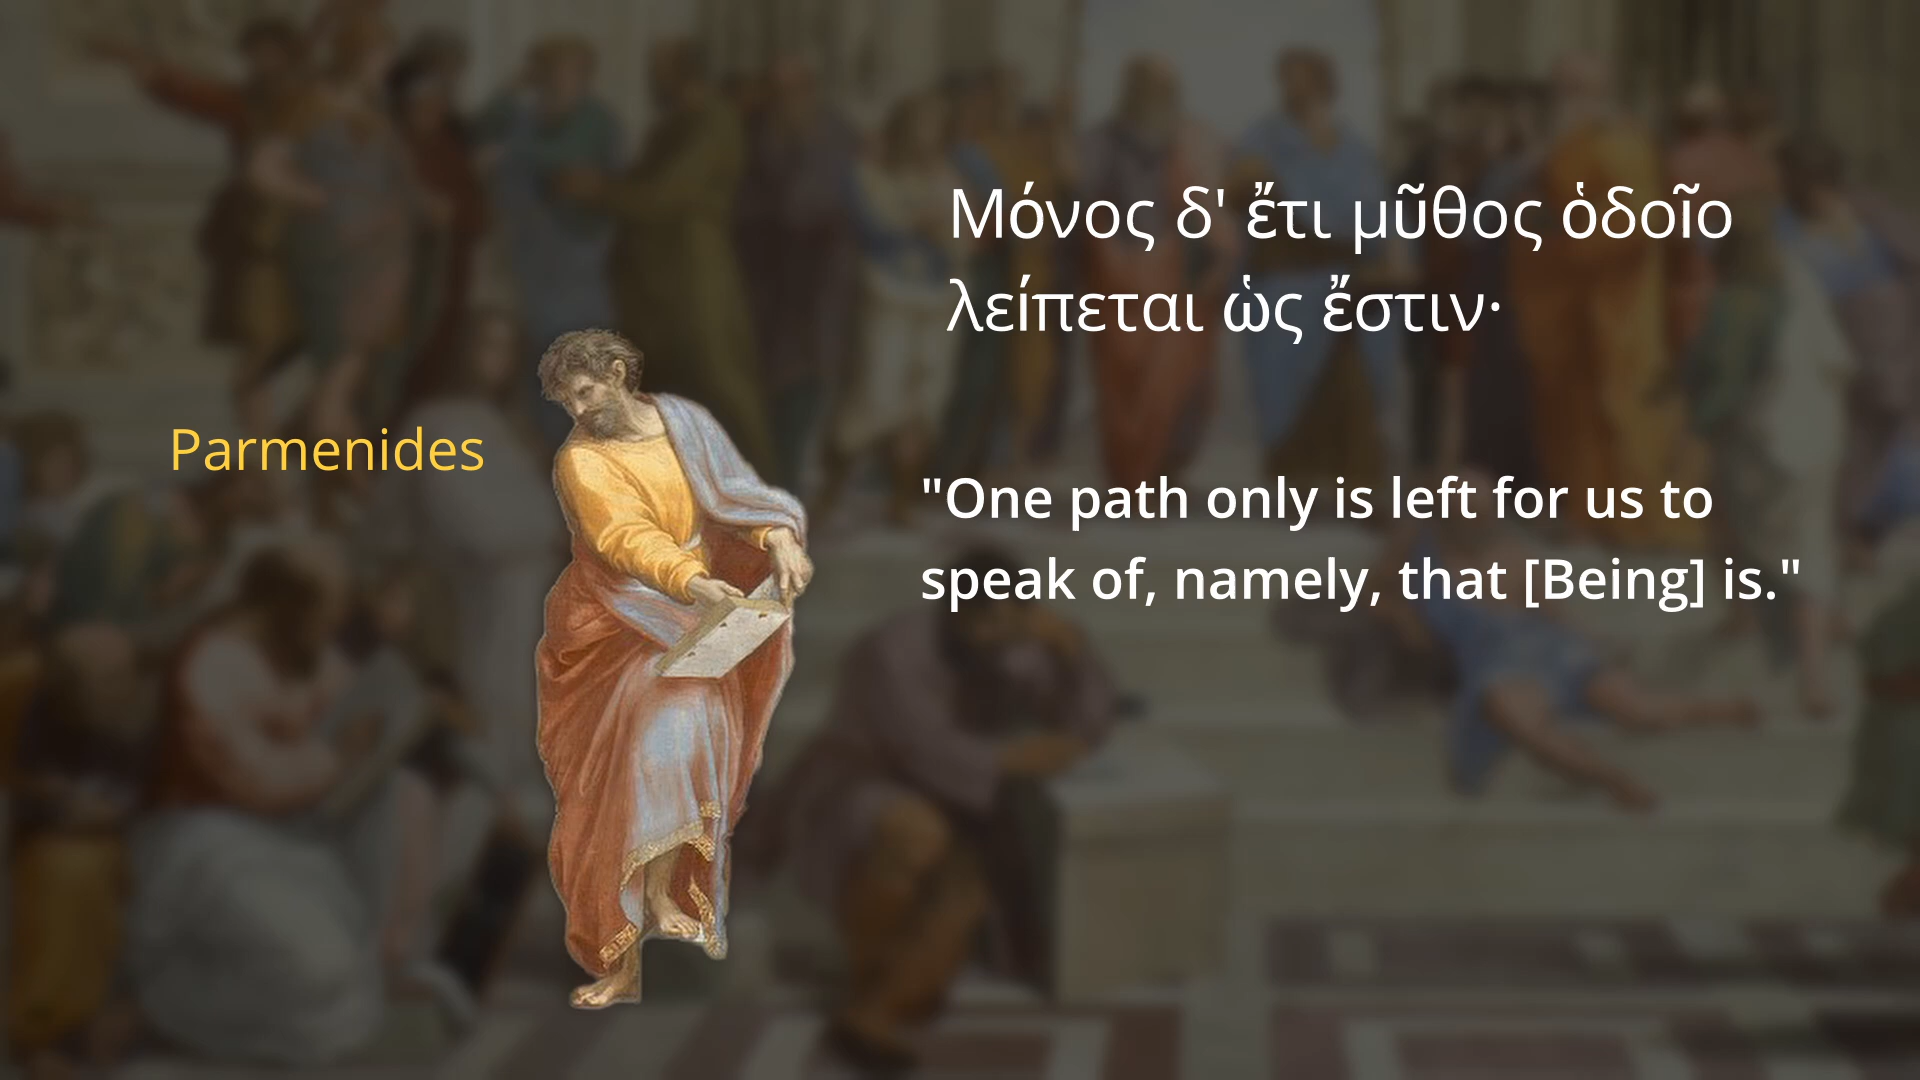 Μόνος δ' ἔτι μῦθος ὁδοῖο
λείπεται ὡς ἔστιν·
Parmenides
"One path only is left for us to
speak of, namely, that [Being] is."